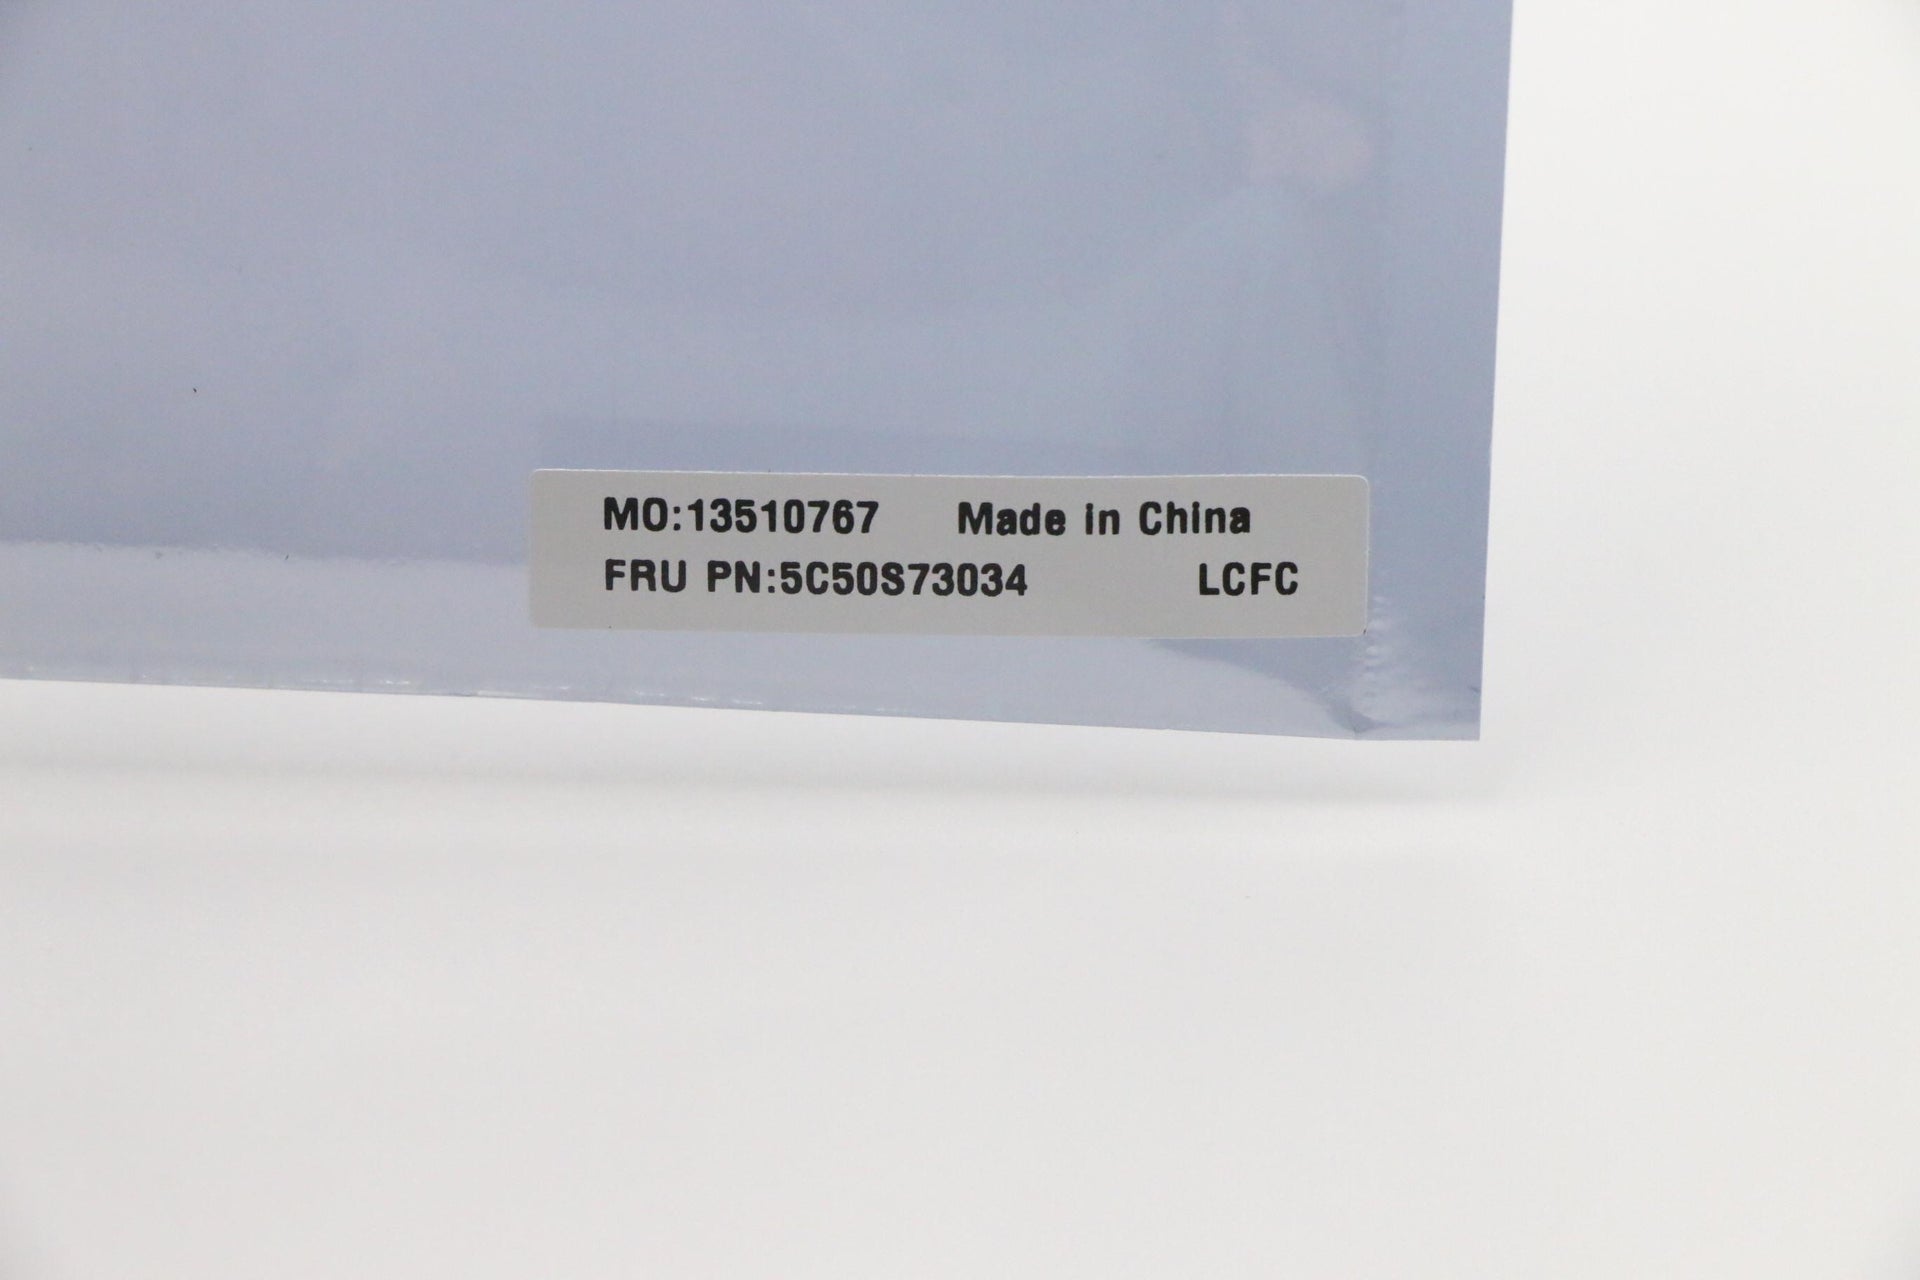 MO:13510767 Made in China
FRU PN:5C50S73034 LCFC